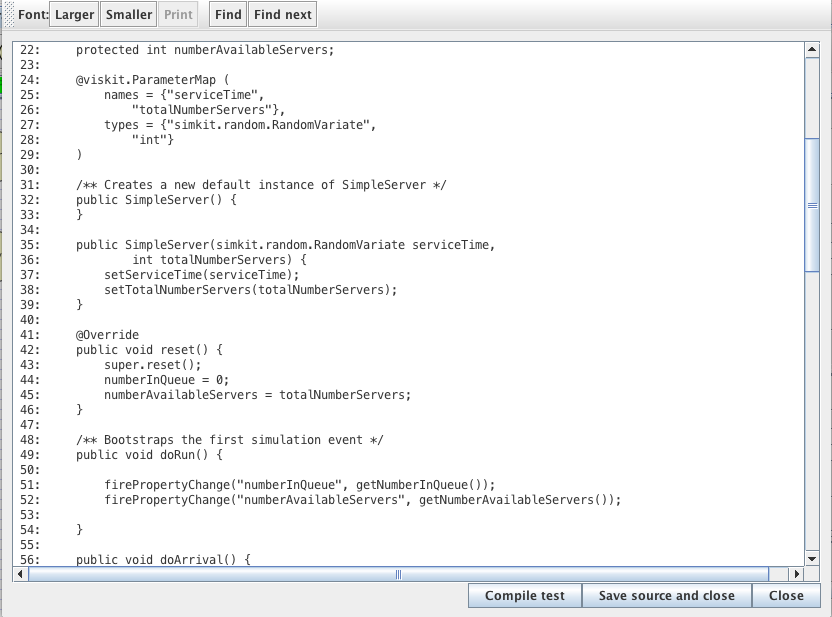 Font: Larger Smaller Print Find Find next
22:     protected int numberAvailableServers;
23:
24:     @viskit.ParameterMap (
25:         names = {"serviceTime",
26:             "totalNumberServers"},
27:         types = {"simkit.random.RandomVariate",
28:             "int"}
29:     )
30:
31:     /** Creates a new default instance of SimpleServer */
32:     public SimpleServer() {
33:     }
34:
35:     public SimpleServer(simkit.random.RandomVariate serviceTime,
36:             int totalNumberServers) {
37:         setServiceTime(serviceTime);
38:         setTotalNumberServers(totalNumberServers);
39:     }
40:
41:     @Override
42:     public void reset() {
43:         super.reset();
44:         numberInQueue = 0;
45:         numberAvailableServers = totalNumberServers;
46:     }
47:
48:     /** Bootstraps the first simulation event */
49:     public void doRun() {
50:
51:         firePropertyChange("numberInQueue", getNumberInQueue());
52:         firePropertyChange("numberAvailableServers", getNumberAvailableServers());
53:
54:     }
55:
56:     public void doArrival() {
Compile test Save source and close Close